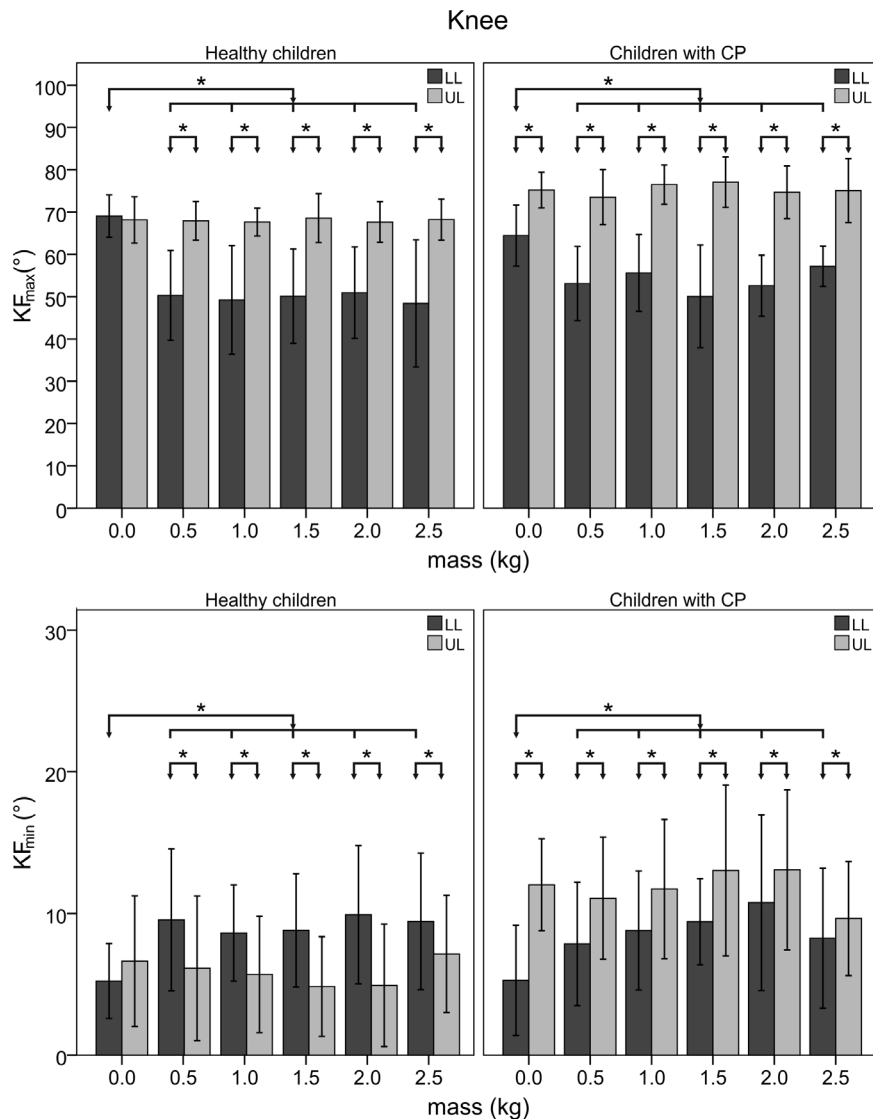 Knee
Healthy children
Children with CP
LL
UL
LL
UL
*
*
* * * * *
* * * * * *
KFmax(°)
100
90
80
70
60
50
40
30
20
10
0
0.0 0.5 1.0 1.5 2.0 2.5
0.0 0.5 1.0 1.5 2.0 2.5
mass (kg)
mass (kg)
Healthy children
Children with CP
LL
UL
LL
UL
*
*
* * * * *
* * * * * *
KFmin(°)
30
20
10
0
0.0 0.5 1.0 1.5 2.0 2.5
0.0 0.5 1.0 1.5 2.0 2.5
mass (kg)
mass (kg)